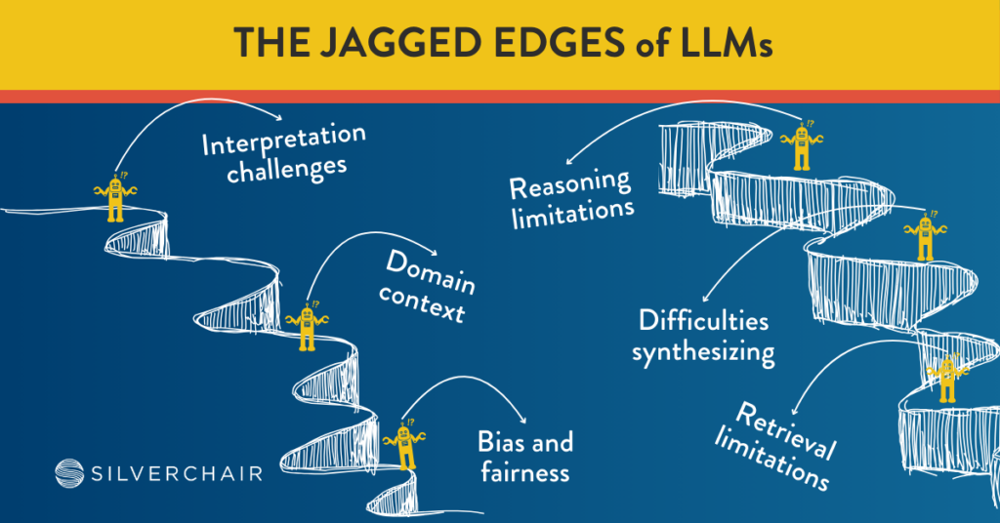 THE JAGGED EDGES of LLMs
!?
Interpretation
challenges
!?
Domain
context
!?
Bias and
fairness
!?
Reasoning
limitations
!?
Difficulties
synthesizing
Retrieval
limitations
SILVERCHAIR